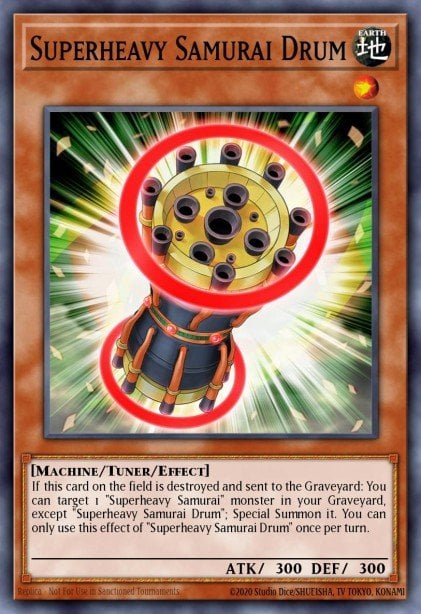 Superheavy Samurai Drum
EARTH
地
[Machine/Tuner/Effect]
If this card on the field is destroyed and sent to the Graveyard: You
can target 1 "Superheavy Samurai" monster in your Graveyard,
except "Superheavy Samurai Drum"; Special Summon it. You can
only use this effect of "Superheavy Samurai Drum" once per turn.
ATK/ 300 DEF/ 300
Replica - Not For Use in Sanctioned Tournaments
©2020 Studio Dice/SHUEISHA, TV TOKYO, KONAMI